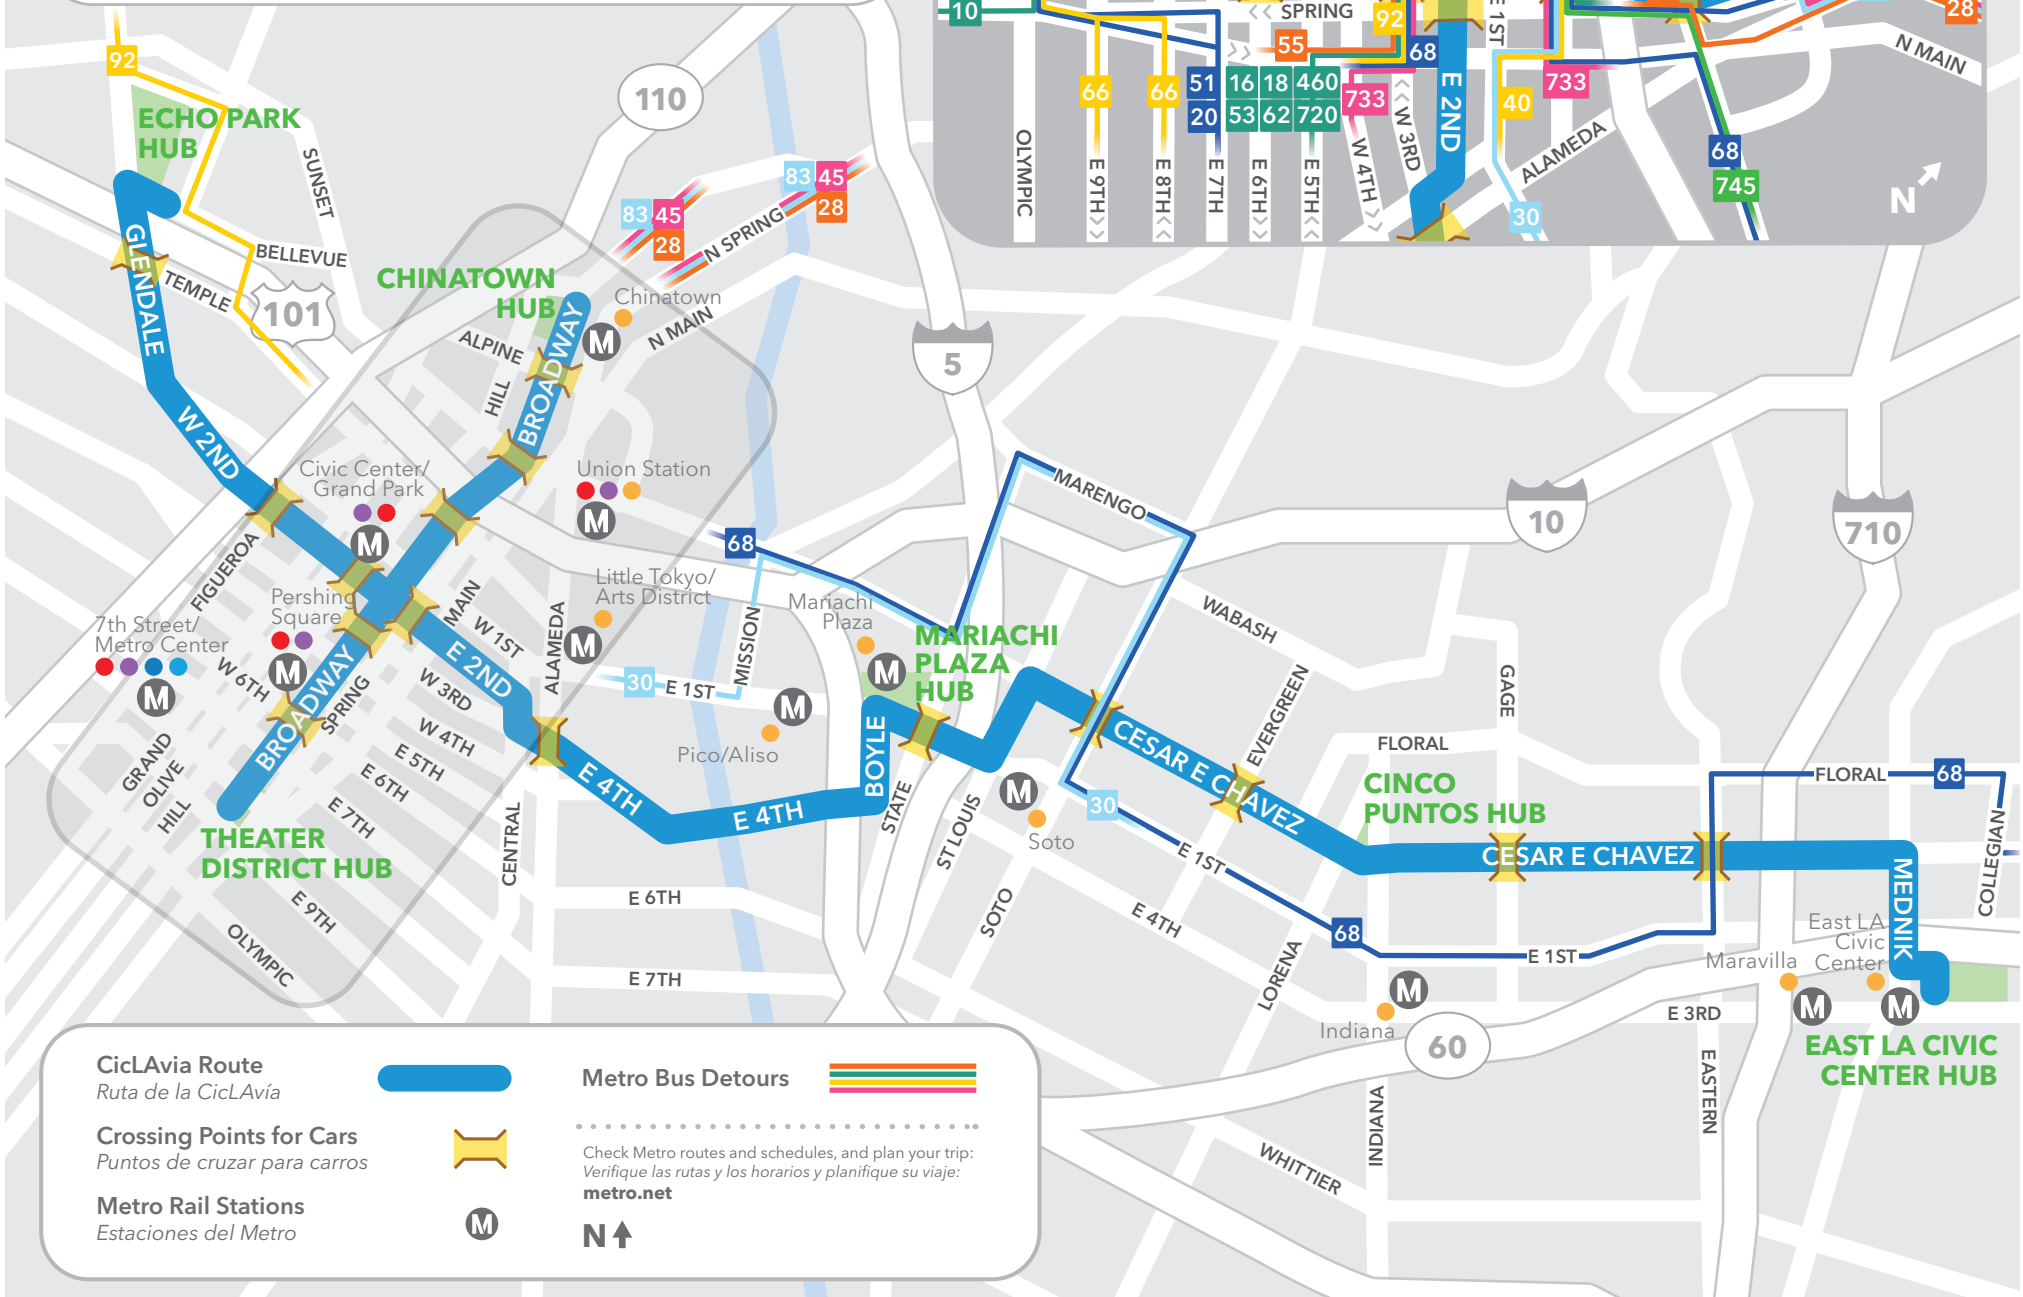 92
ECHO PARK
HUB
SUNSET
110
BELLEVUE
GLENDALE
TEMPLE
101
CHINATOWN
HUB
83 45
28
83 45
28
N SPRING
Chinatown
M
N MAIN
ALPINE
HILL
BROADWAY
W 2ND
5
10
SPRING
92
E 1ST
28
N MAIN
55
68
66
66
51
20
16 18 460
53 62 720
733
733
40
E 2ND
W 3RD
ALAMEDA
68
745
30
N
OLYMPIC
E 9TH
E 8TH
E 7TH
E 6TH
E 5TH
W 4TH
Civic Center/
Grand Park
M
Union Station
M
FIGUEROA
MARENGO
10
710
68
Little Tokyo/
Arts District
M
MAIN
W 1ST
ALAMEDA
MISSION
Pershing
Square
M
7th Street/
Metro Center
M
W 6TH
BROADWAY
SPRING
E 2ND
W 3RD
W 4TH
E 5TH
E 6TH
E 7TH
E 9TH
OLYMPIC
GRAND
OLIVE
HILL
THEATER
DISTRICT HUB
30
E 1ST
M
Pico/Aliso
Mariachi
Plaza
M
MARIACHI
PLAZA
HUB
BOYLE
E 4TH
E 4TH
CENTRAL
E 6TH
E 7TH
STATE
ST LOUIS
SOTO
M
Soto
WABASH
EVERGREEN
CESAR E CHAVEZ
30
E 1ST
E 4TH
LORENA
GAGE
FLORAL
CINCO
PUNTOS HUB
CESAR E CHAVEZ
FLORAL
68
COLLEGIAN
MEDNIK
68
E 1ST
M
Indiana
60
E 3RD
Maravilla
M
East LA
Civic
Center
M
EAST LA CIVIC
CENTER HUB
EASTERN
INDIANA
WHITTIER
CicLAvia Route
Ruta de la CicLAvía
Crossing Points for Cars
Puntos de cruzar para carros
Metro Rail Stations
Estaciones del Metro
M
Metro Bus Detours
Check Metro routes and schedules, and plan your trip:
Verifique las rutas y los horarios y planifique su viaje:
metro.net
N